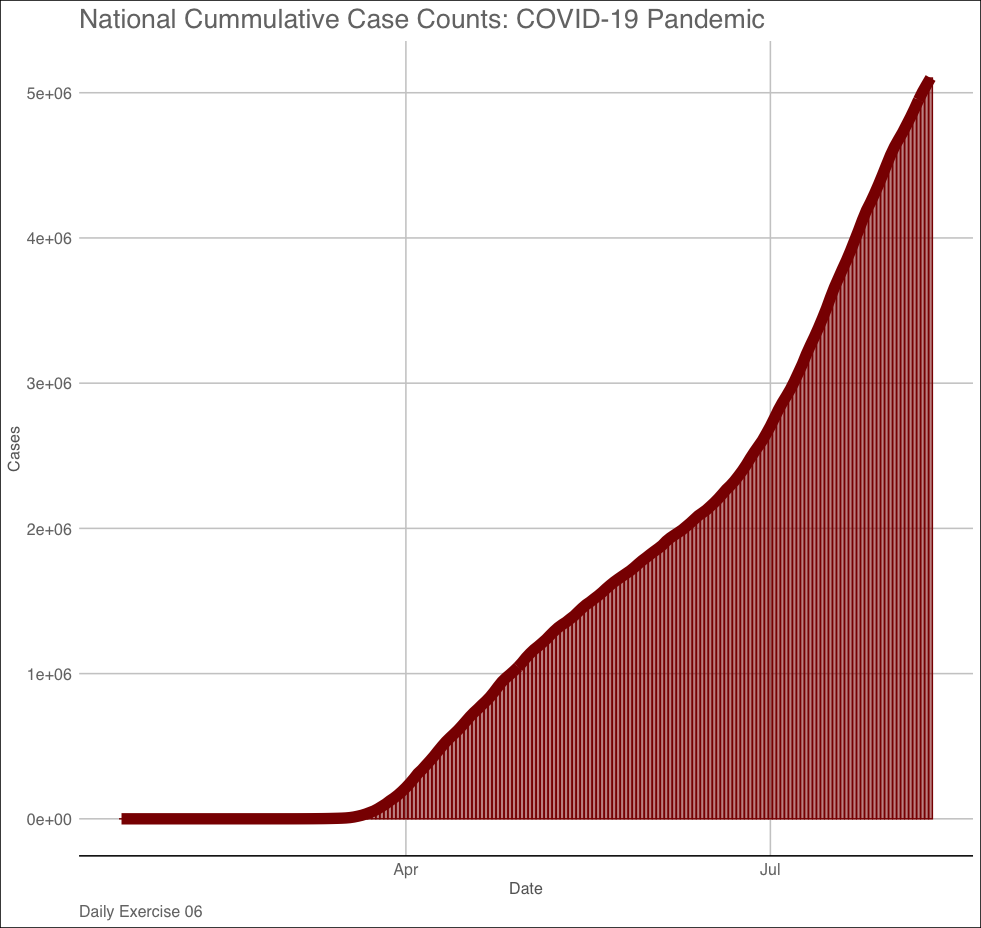 National Cummulative Case Counts: COVID-19 Pandemic
5e+06
4e+06
3e+06
2e+06
1e+06
0e+00
Cases
Apr
Jul
Date
Daily Exercise 06